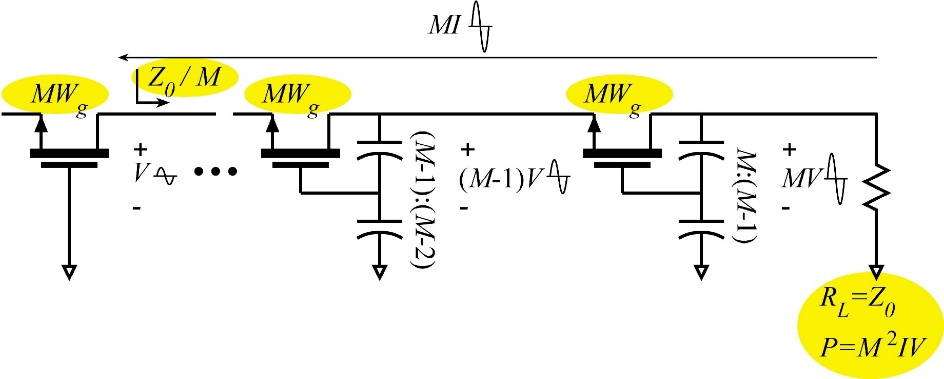 MI
MWg
Z0 / M
MWg
MWg
+
V
-
(M-1):(M-2)
+
(M-1)V
-
M:(M-1)
+
MV
-
RL=Z0
P=M²IV